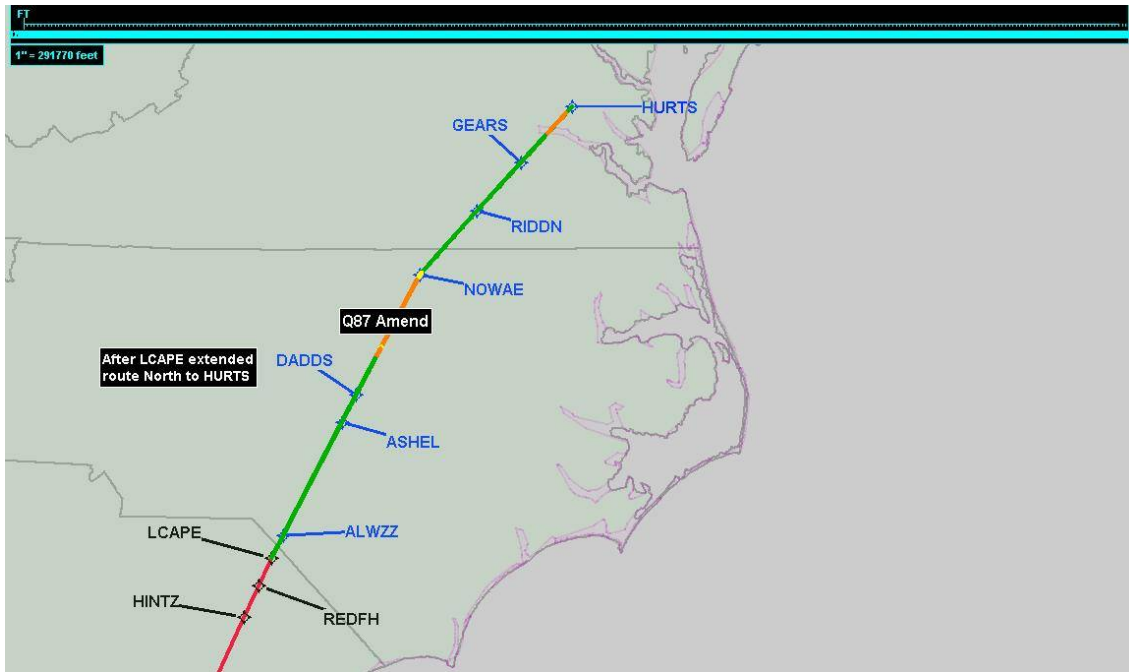 FT
1" = 291770 feet
HURTS
GEARS
RIDDN
NOWAE
Q87 Amend
After LCAPE extended
route North to HURTS
DADDS
ASHEL
LCAPE
ALWZZ
HINTZ
REDFH